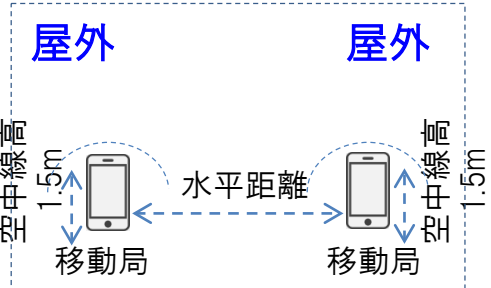 屋外
屋外
空中線高
1.5m
水平距離
空中線高
1.5m
移動局
移動局